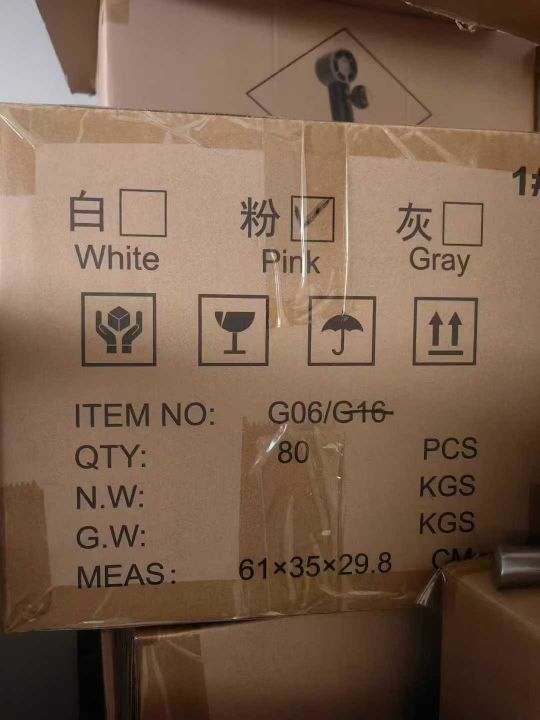 1#
白 粉 灰
White Pink Gray
ITEM NO: G06/G16
QTY: 80 PCS
N.W: KGS
G.W: KGS
MEAS: 61×35×29.8 CM